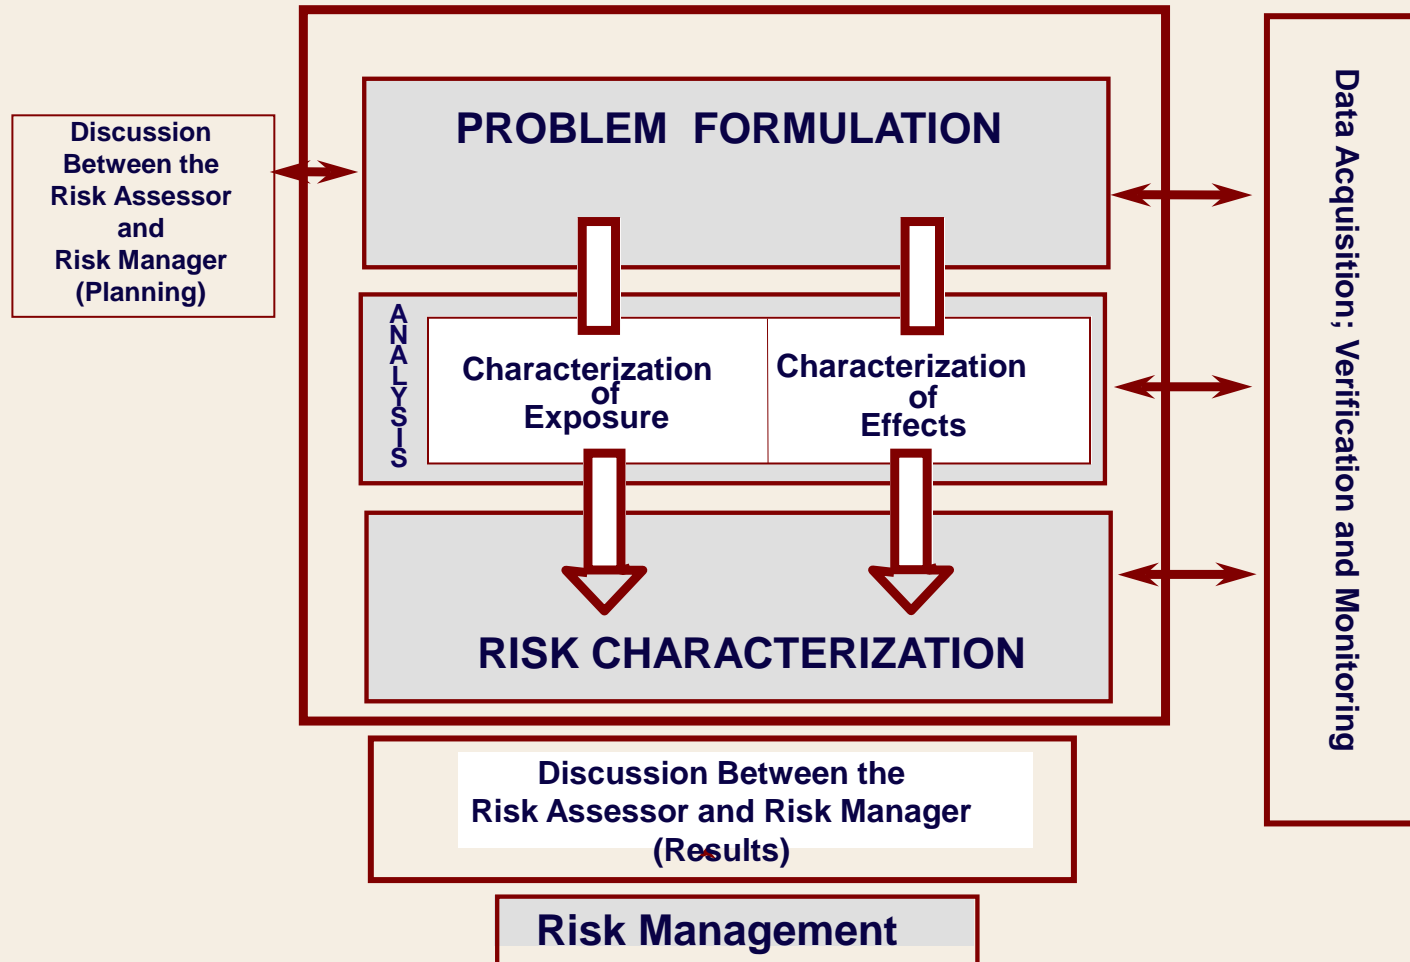 PROBLEM FORMULATION
Discussion
Between the
Risk Assessor
and
Risk Manager
(Planning)
ANALYSIS
Characterization
of
Exposure
Characterization
of
Effects
RISK CHARACTERIZATION
Data Acquisition; Verification and Monitoring
Discussion Between the
Risk Assessor and Risk Manager
(Results)
Risk Management